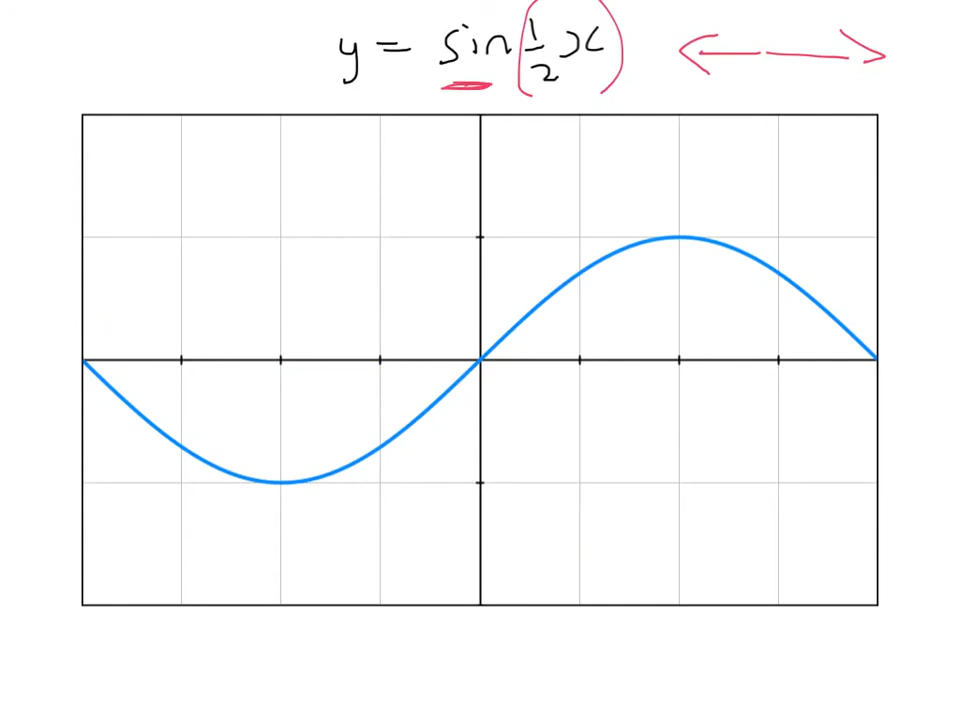 y = sin(1/2 x)